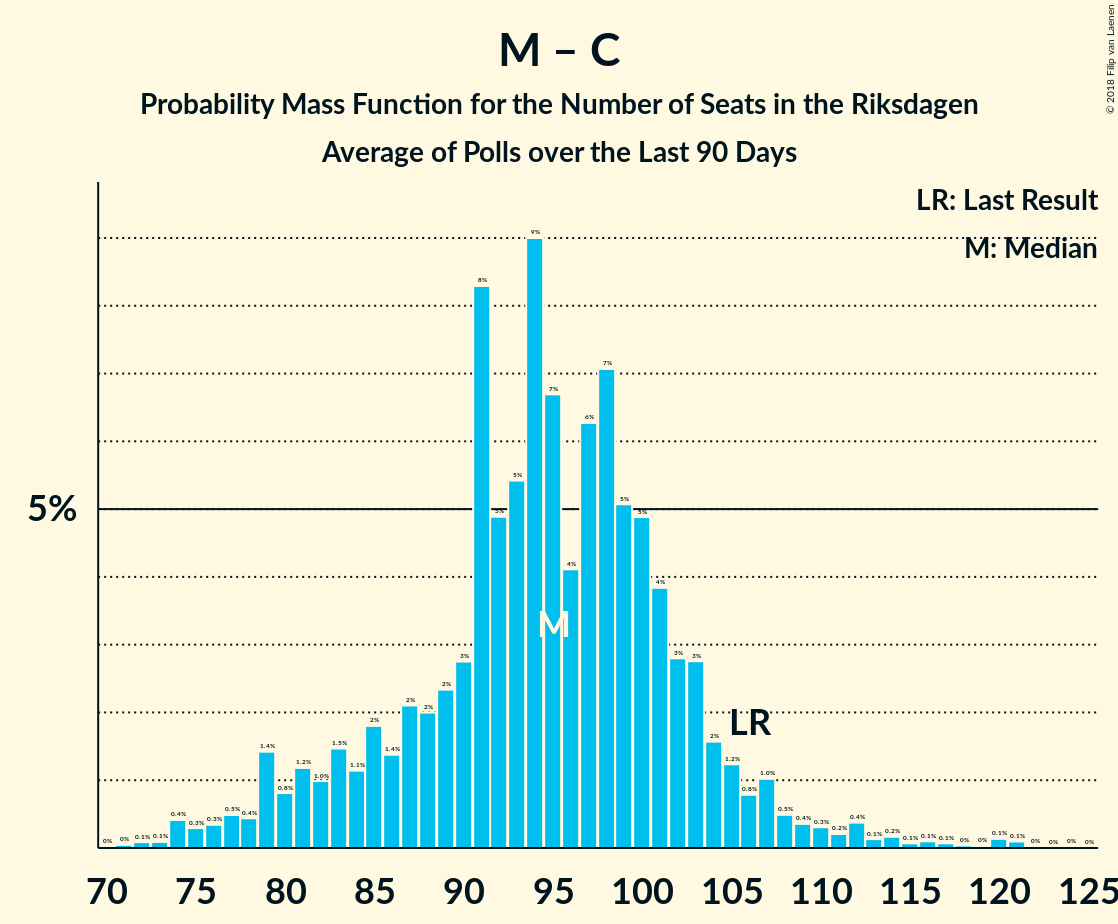 M – C
Probability Mass Function for the Number of Seats in the Riksdagen
Average of Polls over the Last 90 Days
© 2018 Filip van Laenen
LR: Last Result
M: Median
5%
0% 0% 0.1% 0.1% 0.4% 0.3% 0.3% 0.5% 0.4% 1.4% 0.8% 1.2% 1.0% 1.5% 1.1% 2% 1.4% 2% 2% 2% 3% 8% 5% 5% 9% 7% 4% 6% 7% 5% 5% 4% 3% 3% 2% 1.2% 0.8% 1.0% 0.5% 0.4% 0.3% 0.2% 0.4% 0.1% 0.2% 0.1% 0.1% 0.1% 0% 0% 0.1% 0.1% 0% 0% 0% 0%
M
LR
70 75 80 85 90 95 100 105 110 115 120 125